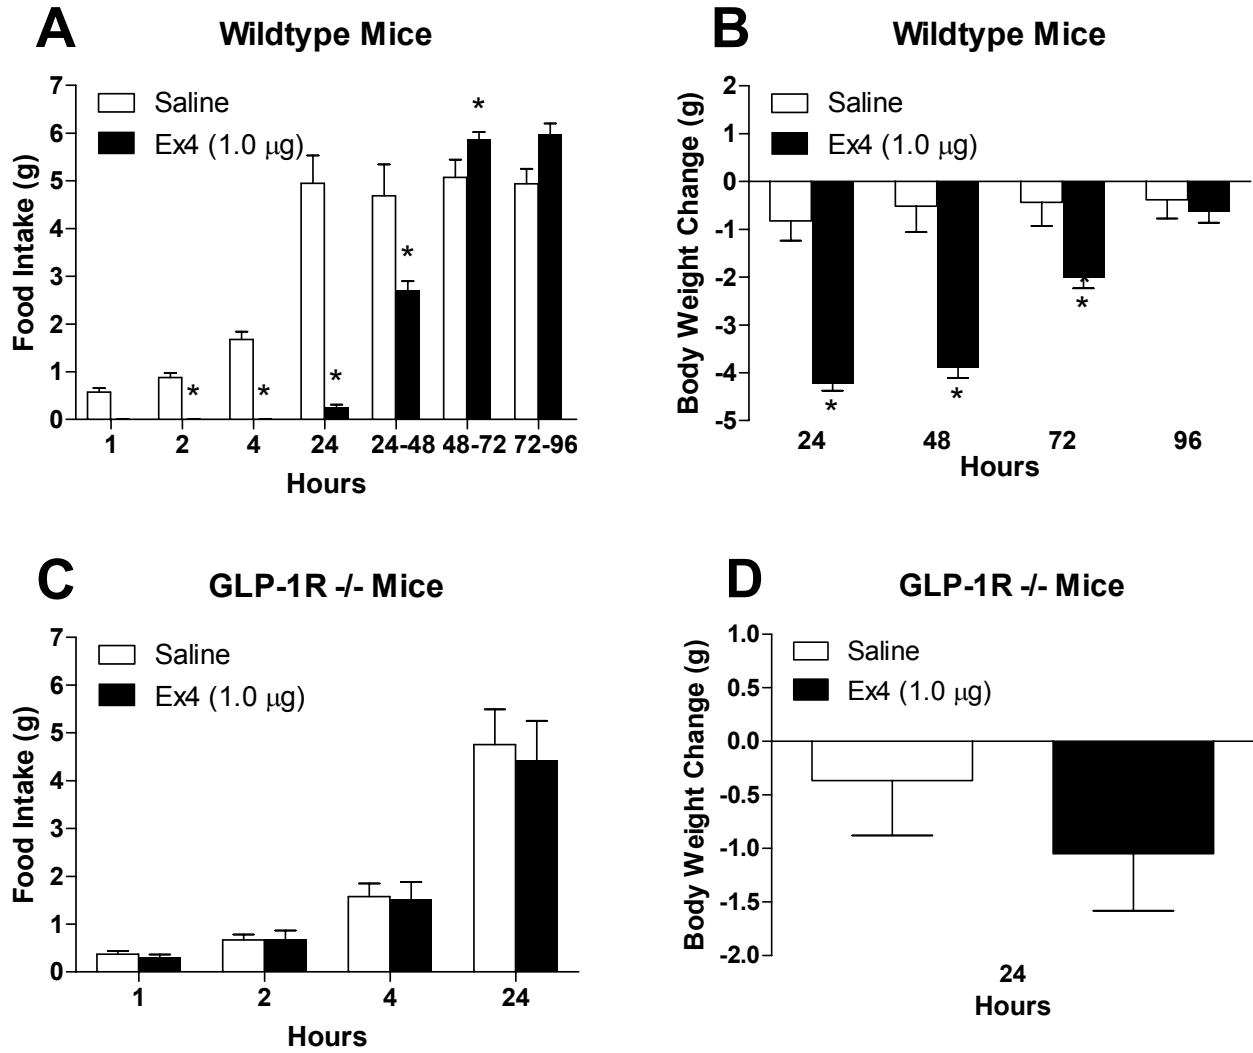 A
Wildtype Mice
Food Intake (g)
7
6
5
4
3
2
1
0
Saline
Ex4 (1.0 μg)
*
*
*
*
*
1
2
4
24
24-48
48-72
72-96
Hours
B
Wildtype Mice
Body Weight Change (g)
2
1
0
-1
-2
-3
-4
-5
Saline
Ex4 (1.0 μg)
*
*
*
*
24
48
72
96
Hours
C
GLP-1R -/- Mice
Food Intake (g)
7
6
5
4
3
2
1
0
Saline
Ex4 (1.0 μg)
1
2
4
24
Hours
D
GLP-1R -/- Mice
Body Weight Change (g)
1.0
0.5
0.0
-0.5
-1.0
-1.5
-2.0
Saline
Ex4 (1.0 μg)
24
Hours